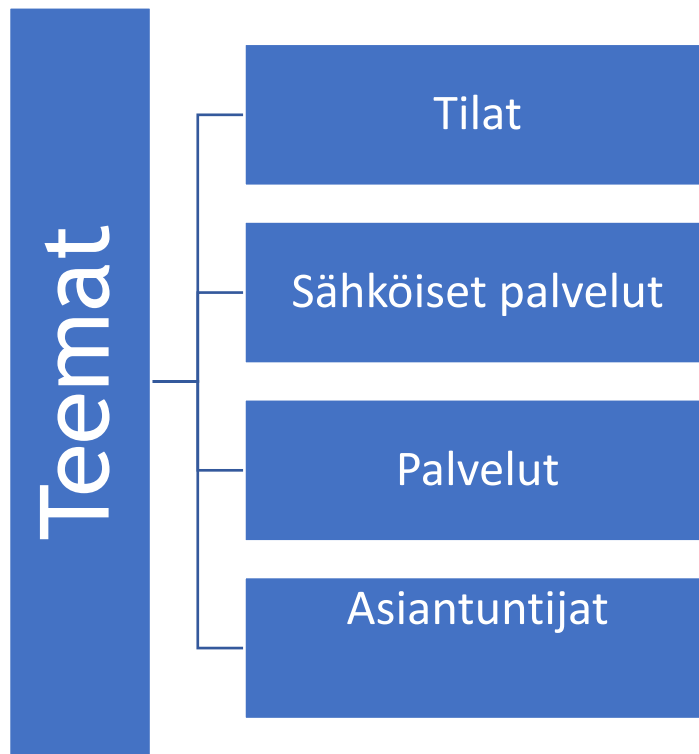 Teemat
Tilat
Sähköiset palvelut
Palvelut
Asiantuntijat